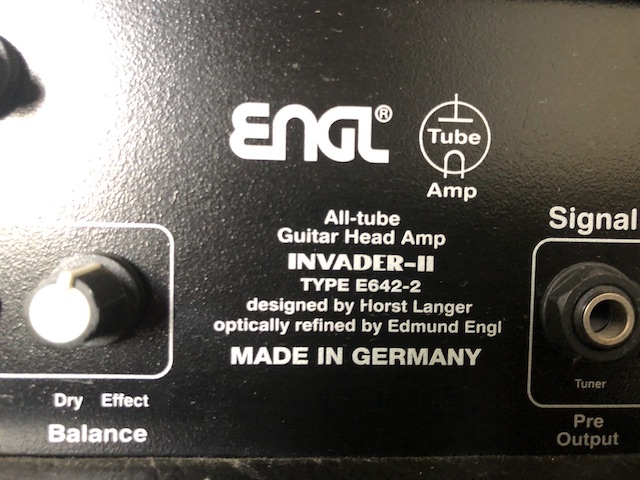 ENGL®
Tube
Amp
All-tube
Guitar Head Amp
INVADER-II
TYPE E642-2
designed by Horst Langer
optically refined by Edmund Engl
MADE IN GERMANY
Dry Effect
Balance
Signal
Tuner
Pre
Output